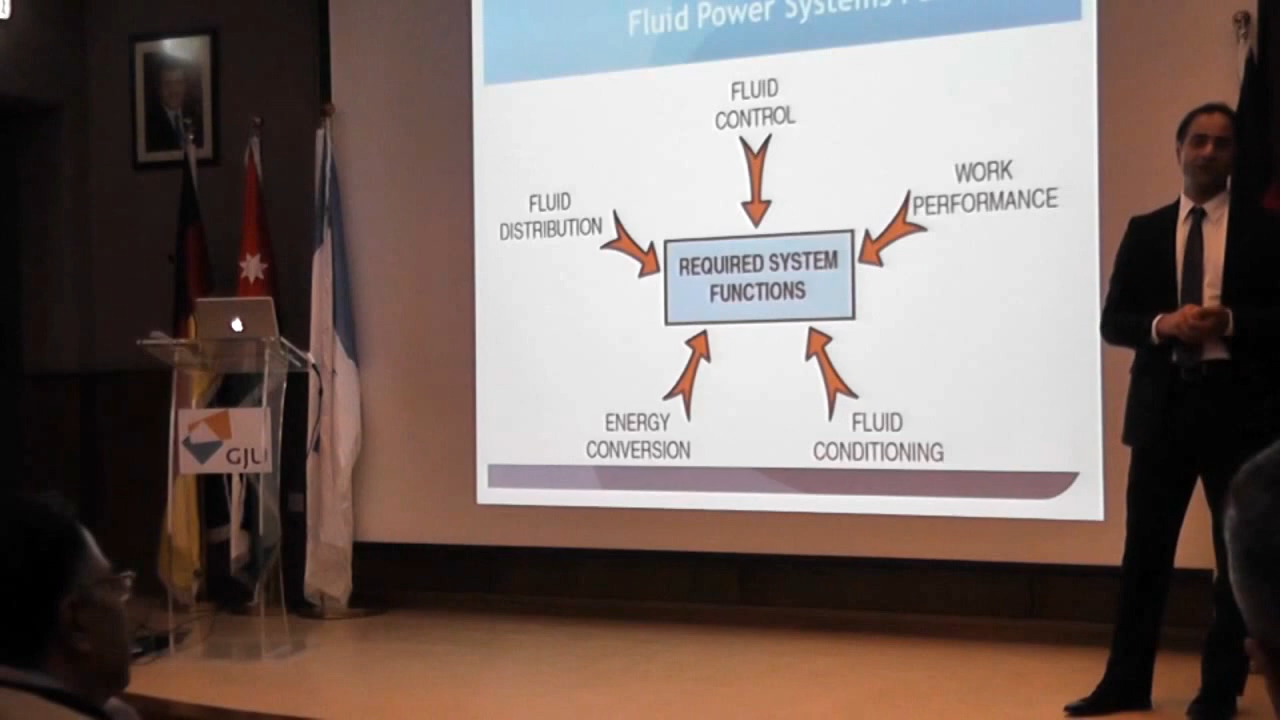 Fluid Power Systems
FLUID
CONTROL
WORK
PERFORMANCE
FLUID
DISTRIBUTION
REQUIRED SYSTEM
FUNCTIONS
ENERGY
CONVERSION
FLUID
CONDITIONING
GJU